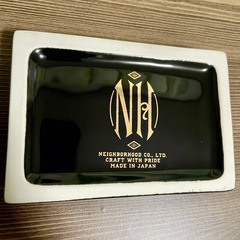 NH
NEIGHBORHOOD CO., LTD.
CRAFT WITH PRIDE
MADE IN JAPAN